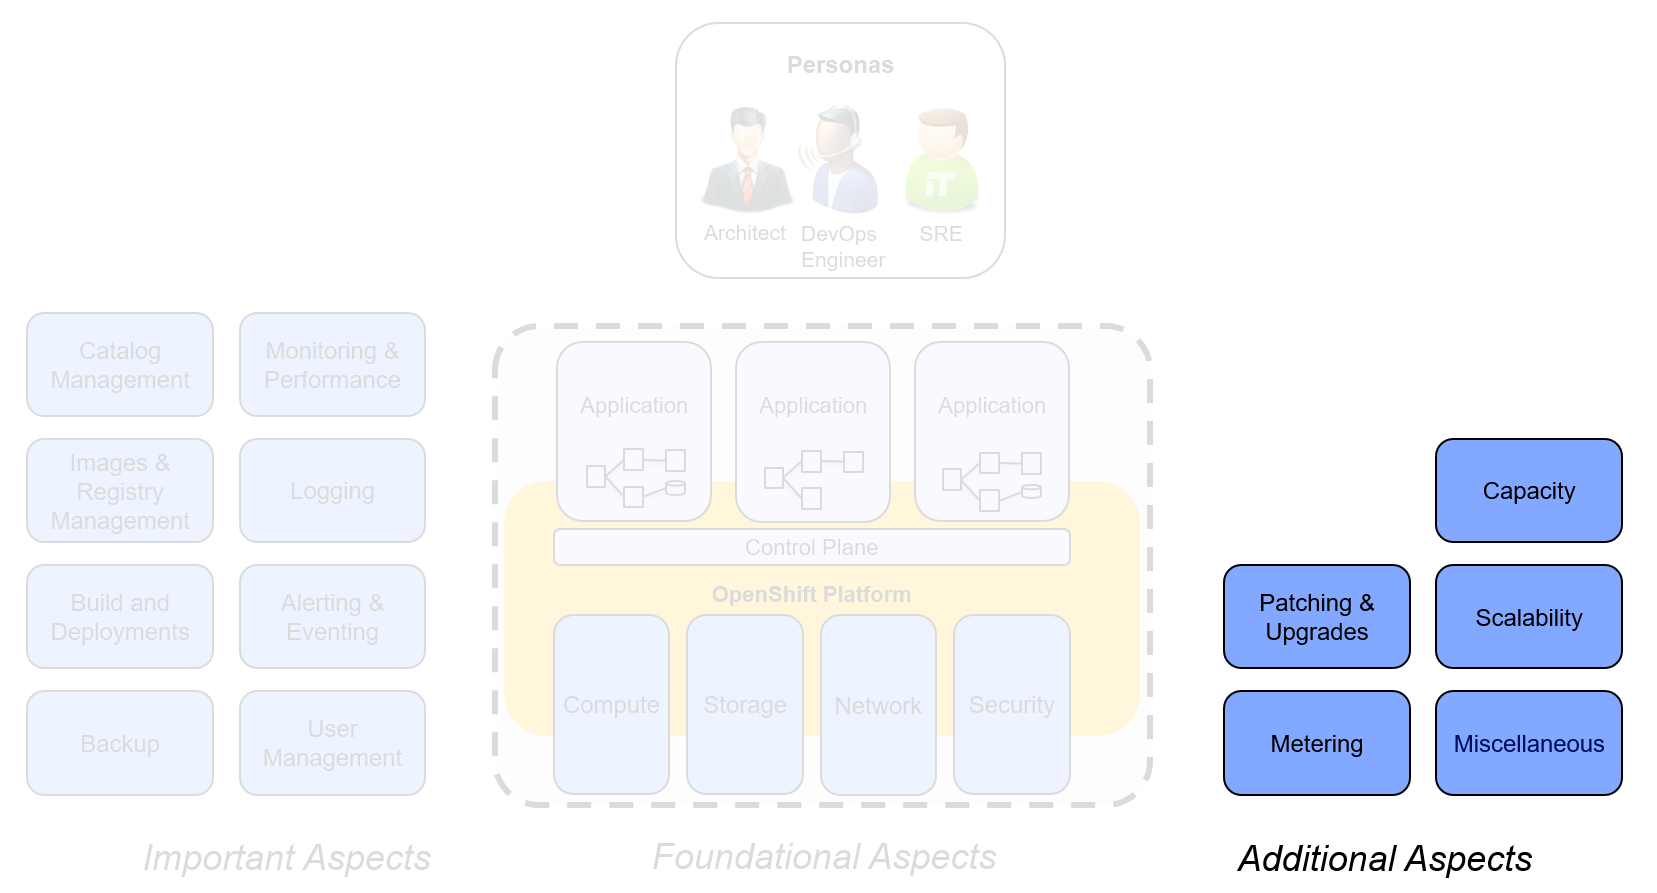 Personas
Architect
DevOps
Engineer
SRE
iT
Catalog
Management
Monitoring &
Performance
Images &
Registry
Management
Logging
Build and
Deployments
Alerting &
Eventing
Backup
User
Management
Important Aspects
Application
Application
Application
Control Plane
OpenShift Platform
Compute
Storage
Network
Security
Foundational Aspects
Capacity
Patching &
Upgrades
Scalability
Metering
Miscellaneous
Additional Aspects